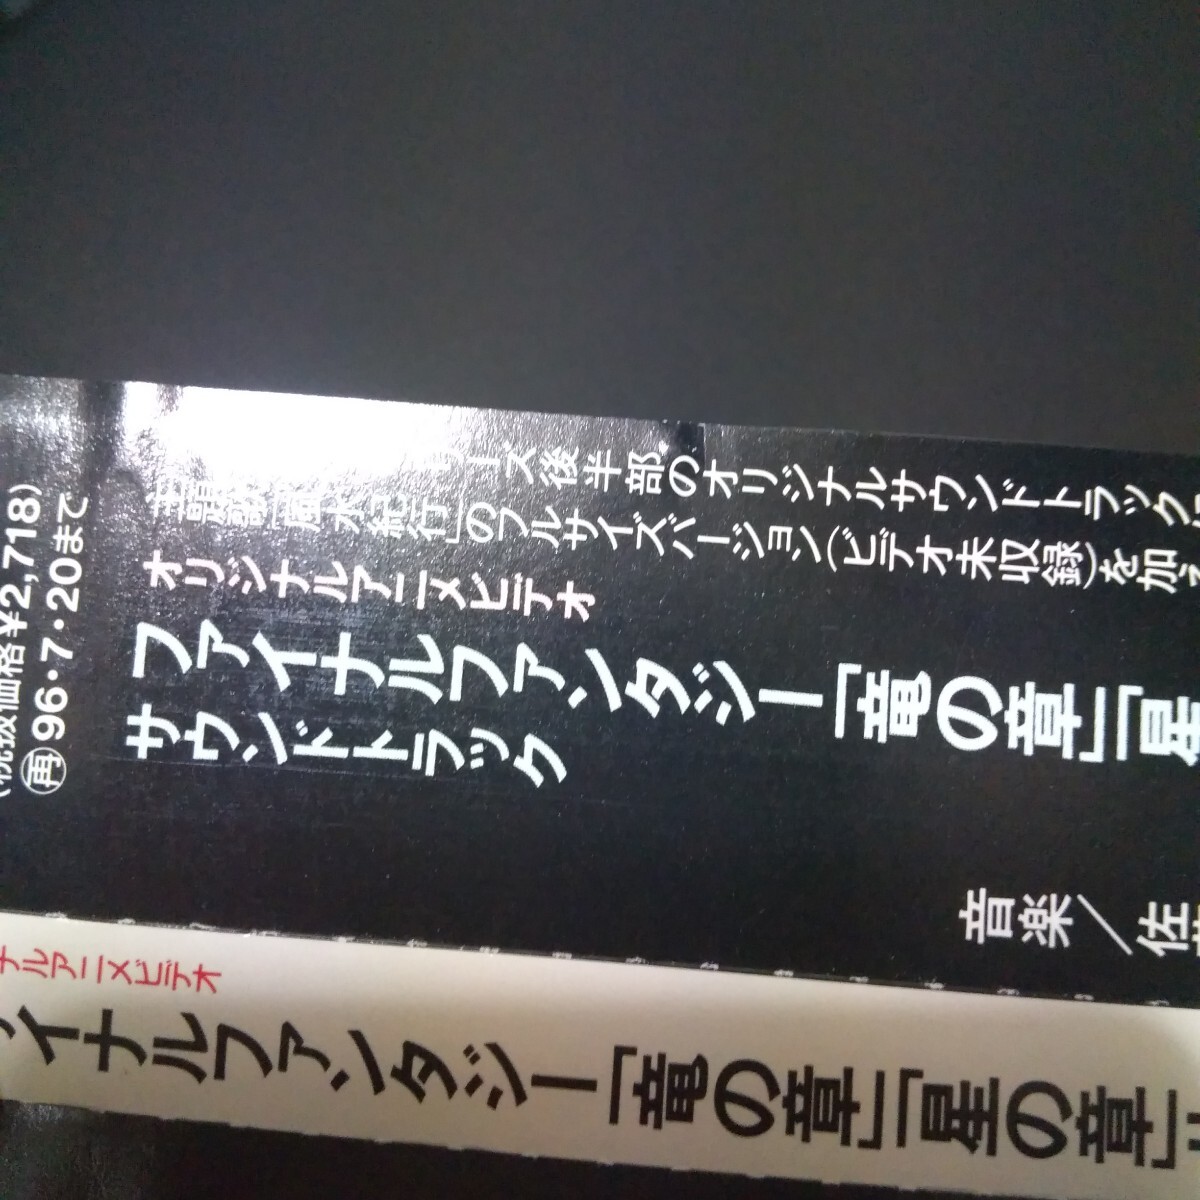 リーズ後半部のオリジナルサウンドトラック、
主題歌「風水紀行」のフルサイズバージョン(ビデオ未収録)を加え
オリジナルアニメビデオ
ファイナルファンタジー「竜の章」「星
サウンドトラック
音楽/佐
(税抜価格¥2,718)
再96・7・20まで
ナルアニメビデオ
イナルファンタジー「竜の章」「星の章」